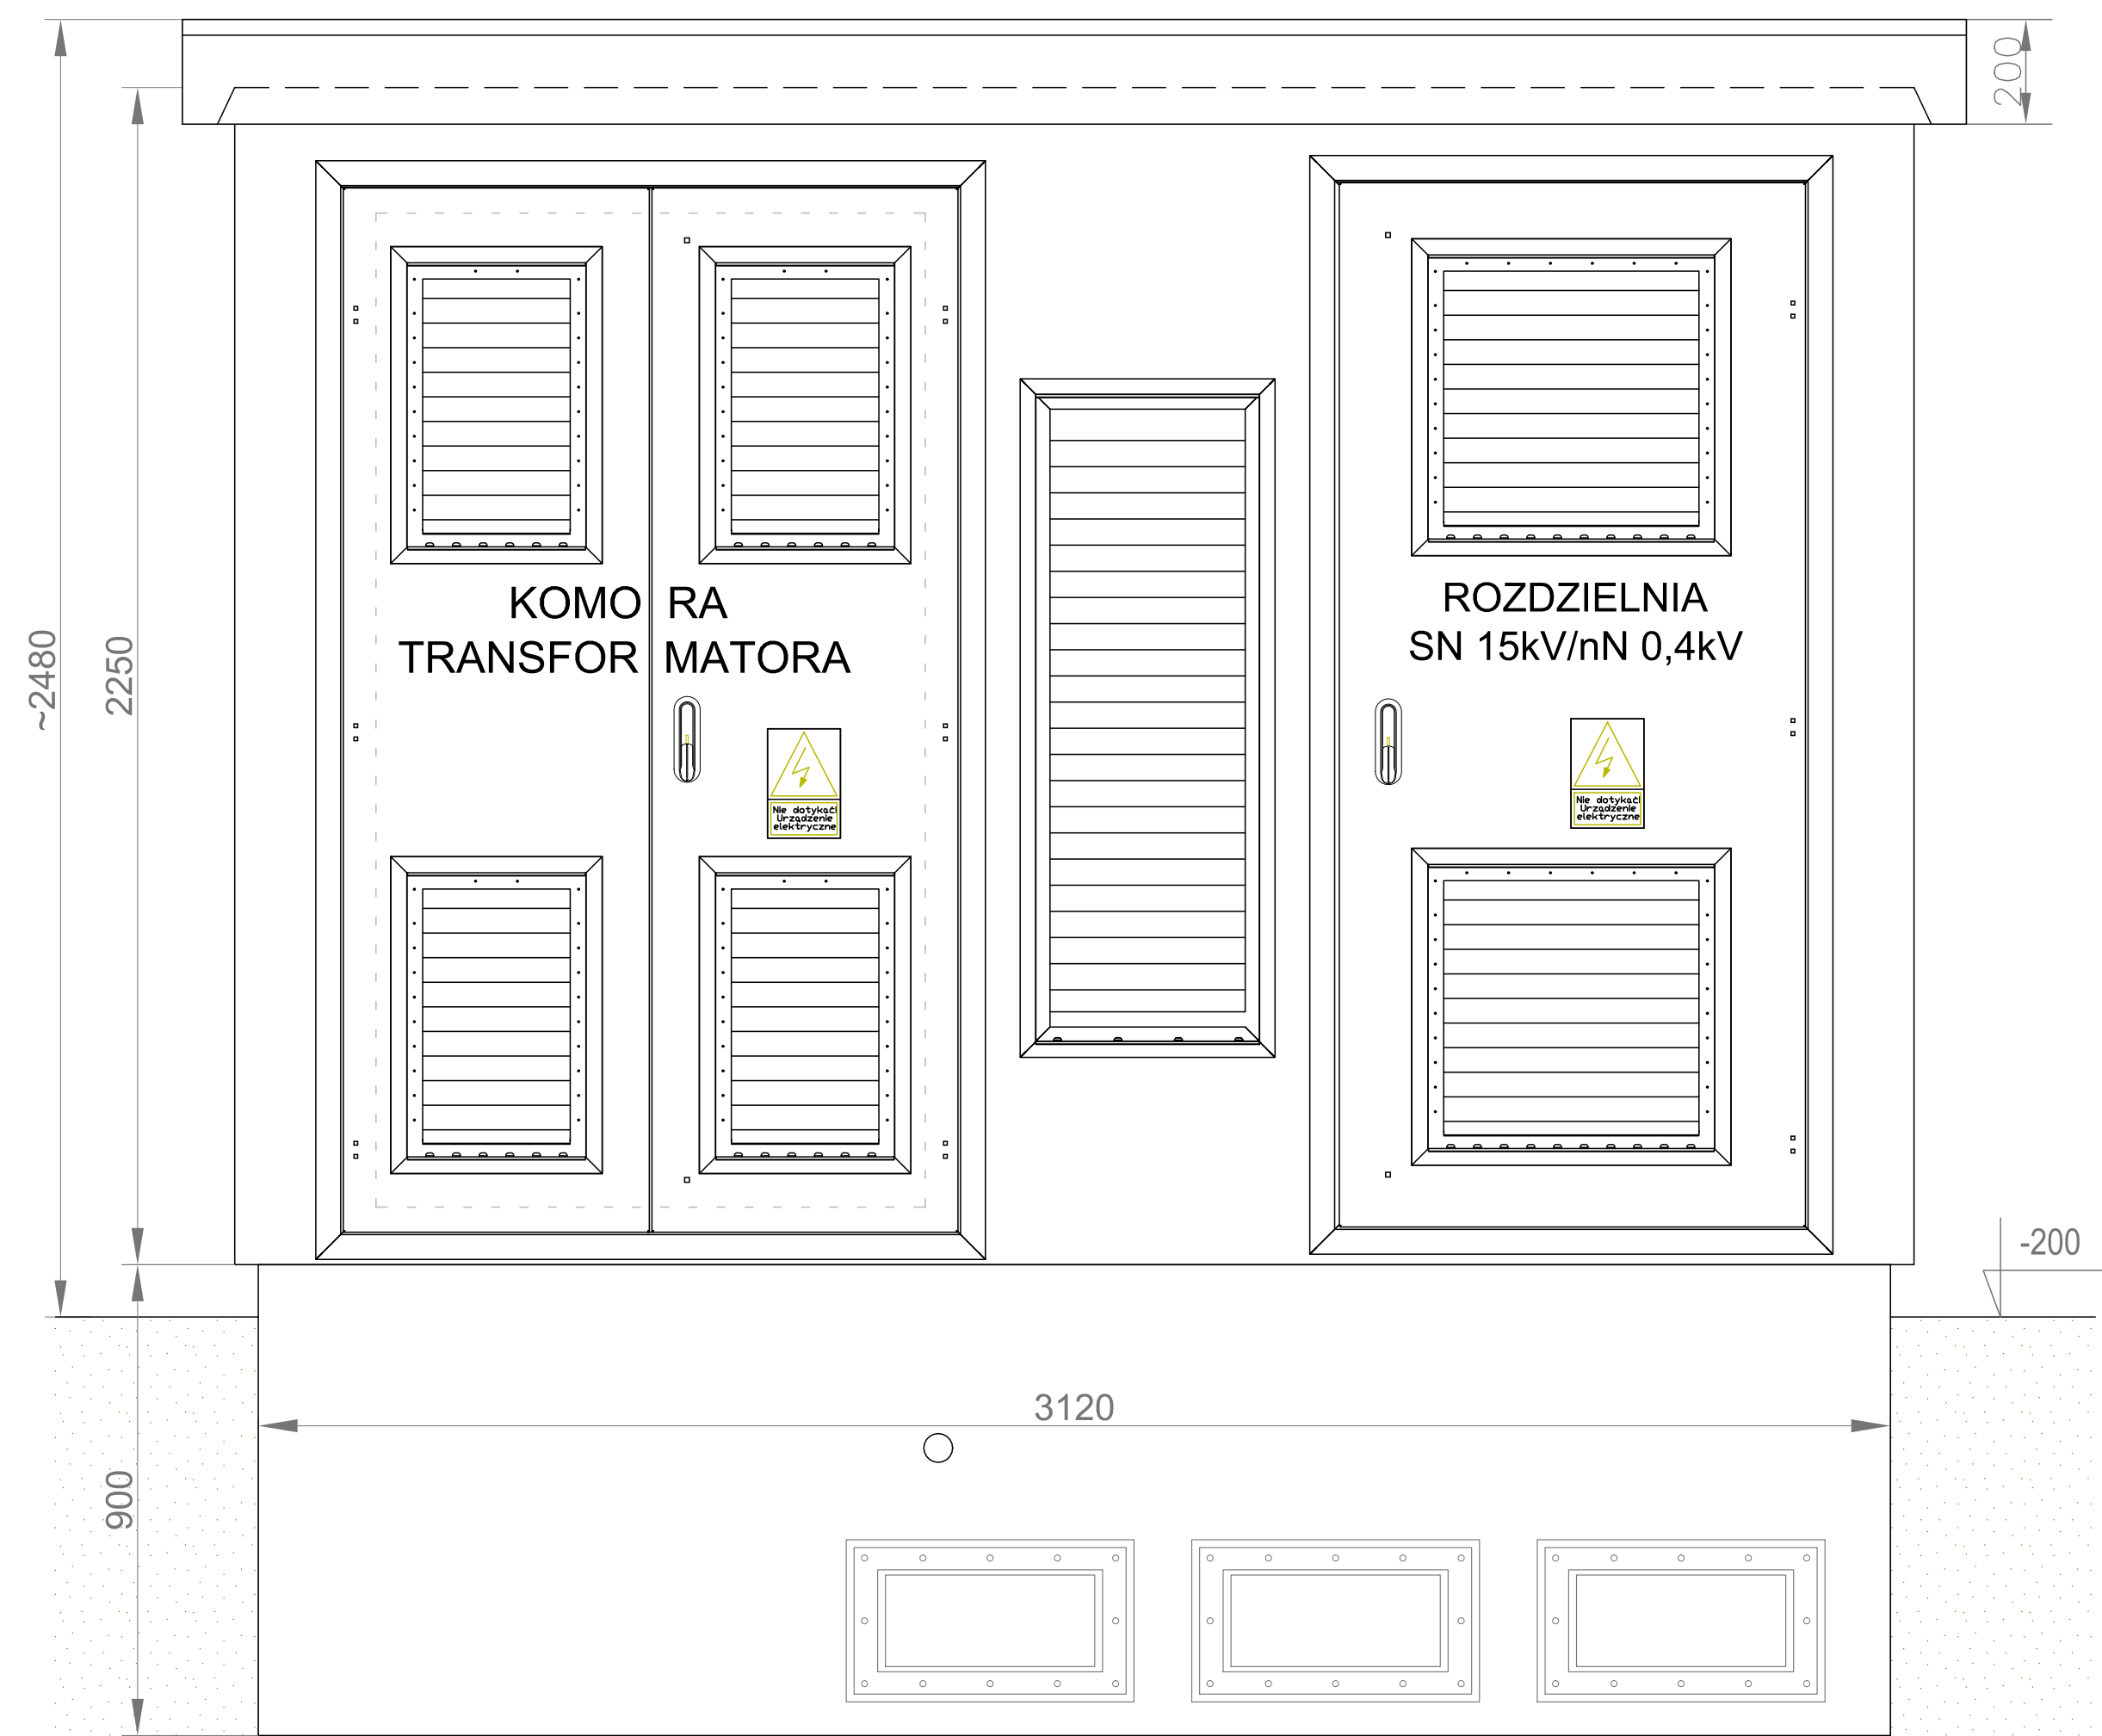 200
KOMO RA
TRANSFOR MATORA
ROZDZIELNIA
SN 15kV/nN 0,4kV
~2480
2250
Nie dotykać!
Urządzenie
elektryczne
Nie dotykać!
Urządzenie
elektryczne
-200
3120
900